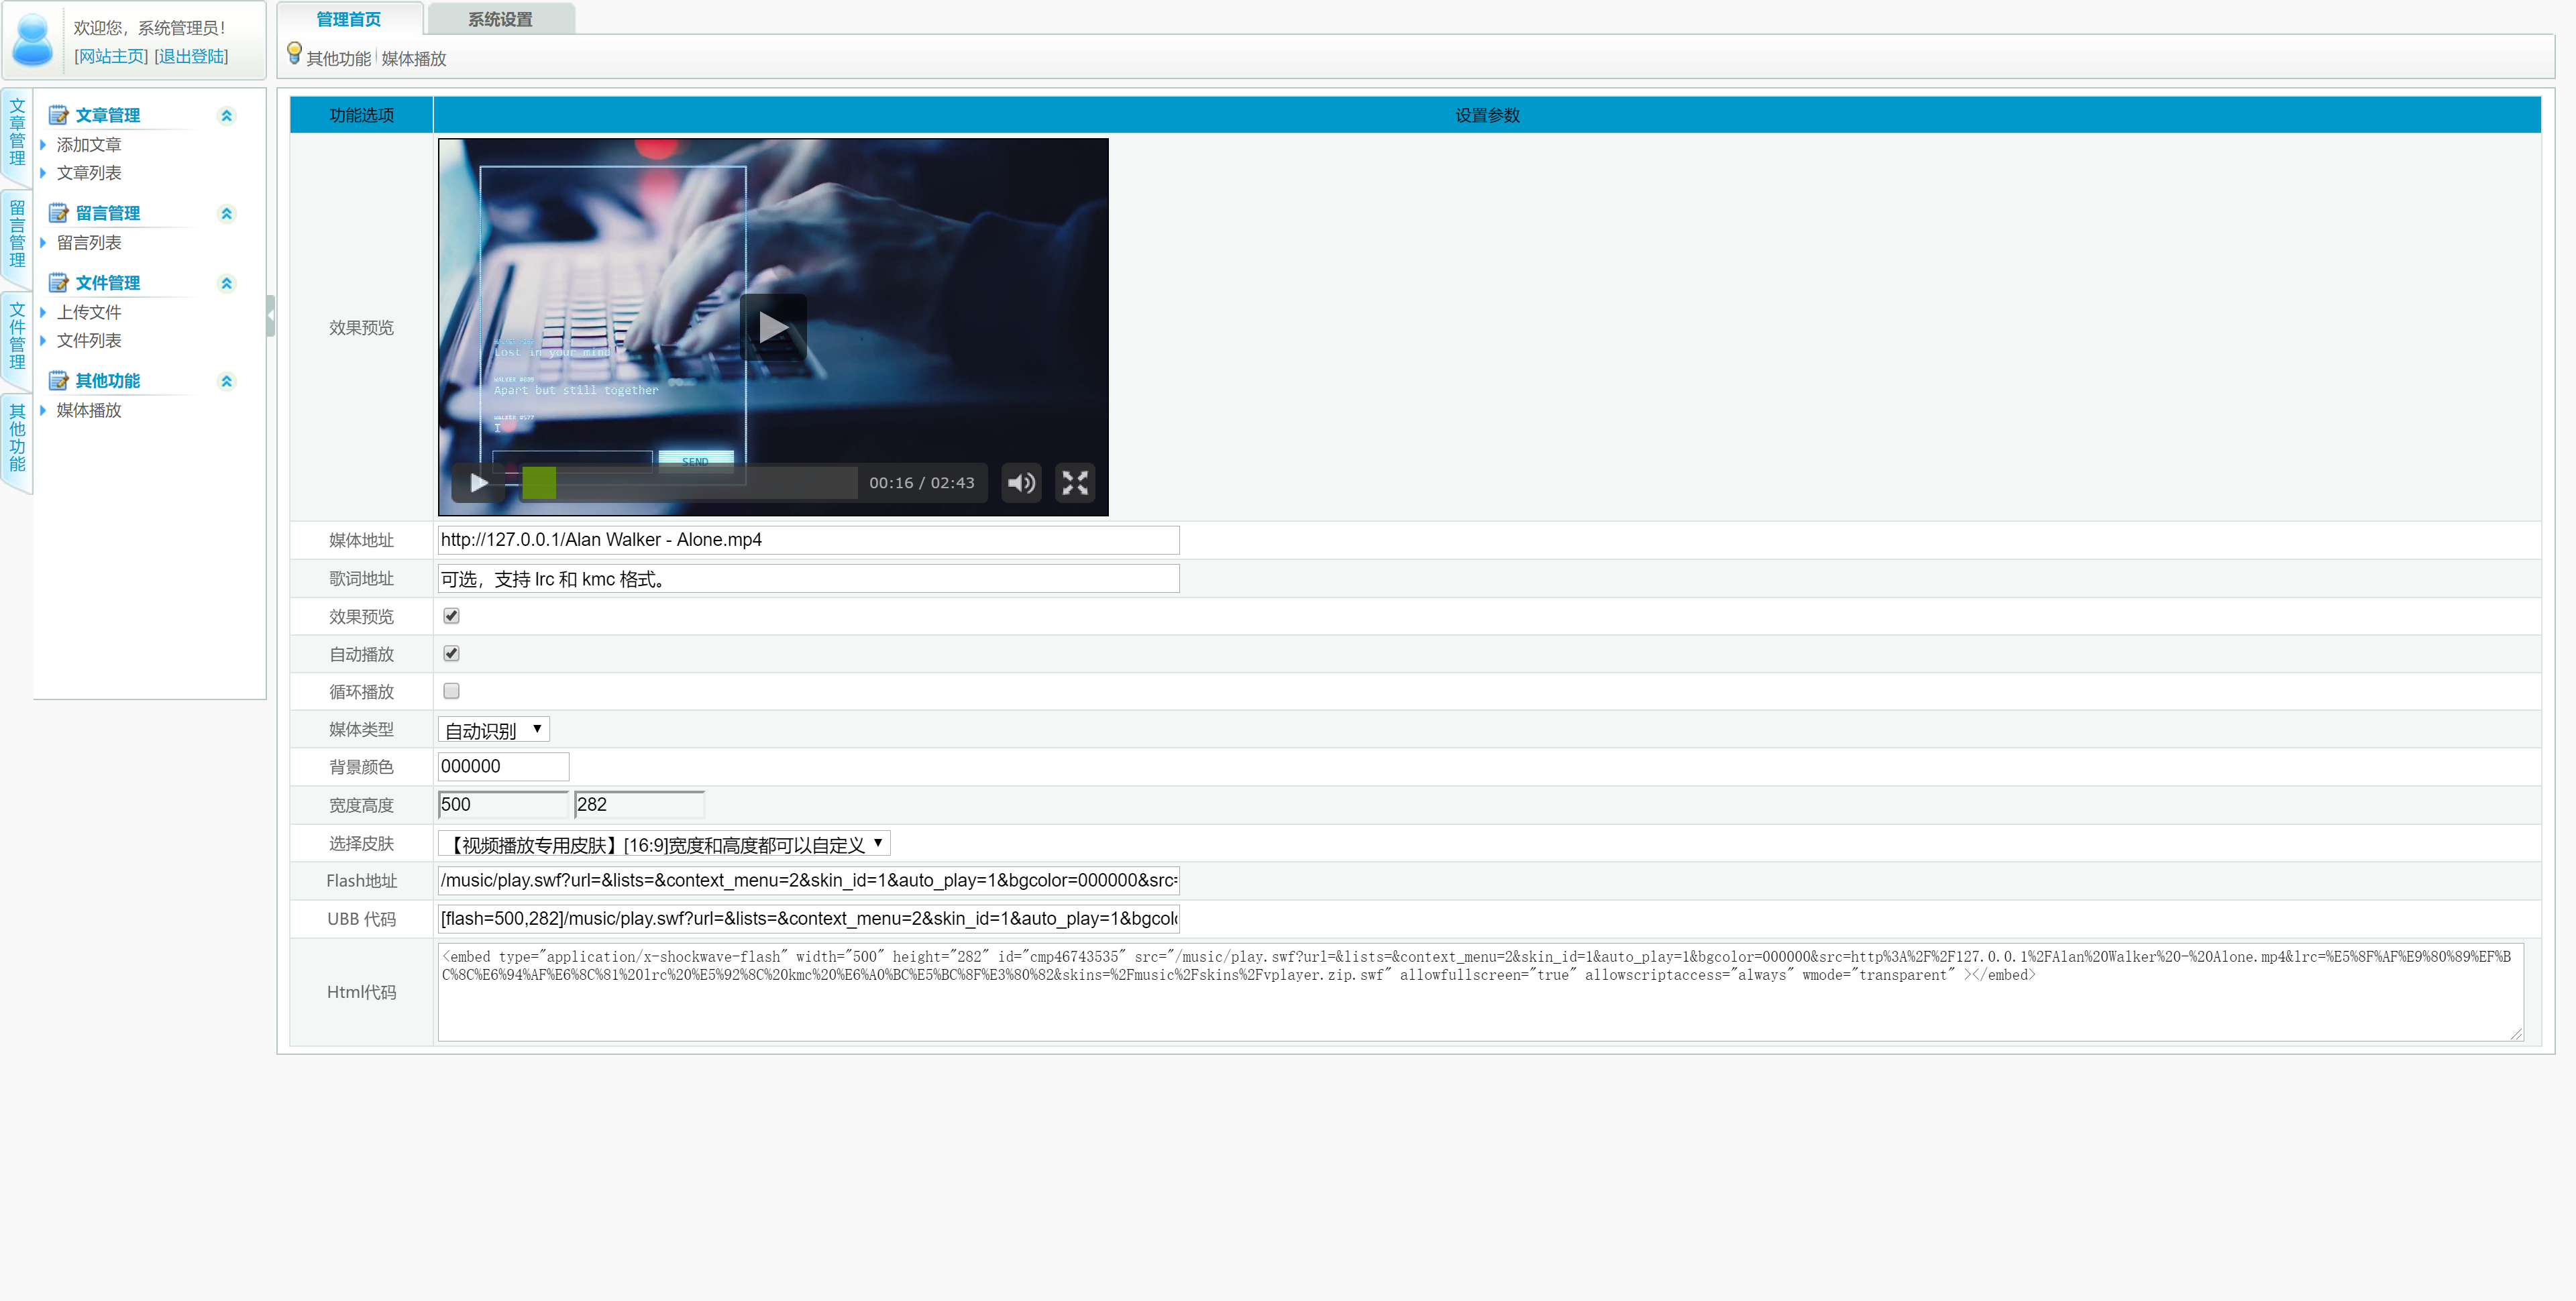 欢迎您，系统管理员！
[网站主页] [退出登陆]
管理首页
系统设置
其他功能
媒体播放
文章管理
留言管理
文件管理
其他功能
文章管理
添加文章
文章列表
留言管理
留言列表
文件管理
上传文件
文件列表
其他功能
媒体播放
功能选项
设置参数
效果预览
Lost in your mind
Apart but still together
I
SEND
00:16 / 02:43
媒体地址
http://127.0.0.1/Alan Walker - Alone.mp4
歌词地址
可选，支持 lrc 和 kmc 格式。
效果预览
自动播放
循环播放
媒体类型
自动识别
背景颜色
000000
宽度高度
500
282
选择皮肤
【视频播放专用皮肤】[16:9]宽度和高度都可以自定义
Flash地址
/music/play.swf?url=&lists=&context_menu=2&skin_id=1&auto_play=1&bgcolor=000000&src=
UBB 代码
[flash=500,282]/music/play.swf?url=&lists=&context_menu=2&skin_id=1&auto_play=1&bgcol
Html代码
<embed type="application/x-shockwave-flash" width="500" height="282" id="cmp46743535" src="/music/play.swf?url=&lists=&context_menu=2&skin_id=1&auto_play=1&bgcolor=000000&src=http%3A%2F%2F127.0.0.1%2FAlan%20Walker%20-%20Alone.mp4&lrc=%E5%8F%AF%E9%80%89%EF%B
C%8C%E6%94%AF%E6%8C%81%20lrc%20%E5%92%8C%20kmc%20%E6%A0%BC%E5%BC%8F%E3%80%82&skins=%2Fmusic%2Fskins%2Fvplayer.zip.swf" allowfullscreen="true" allowscriptaccess="always" wmode="transparent" ></embed>